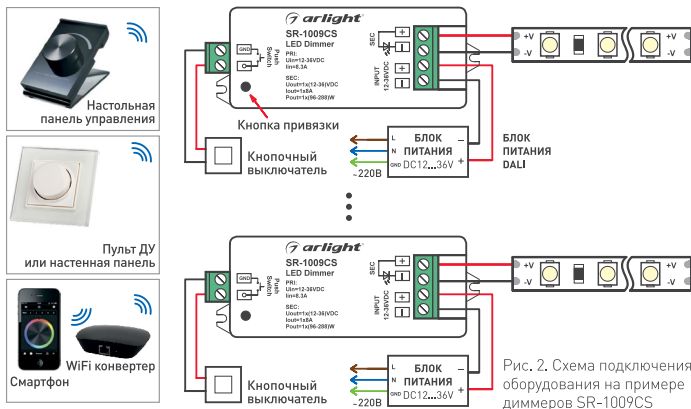 Настольная
панель управления
Пульт ДУ
или настенная панель
WiFi конвертер
Смартфон
arlight
SR-1009CS
LED Dimmer
PRI:
Uin=12-36VDC
Iin=8.3A
SEC:
Uout=1x(12-36)VDC
Iout=1x8A
Pout=1x(96-288)W
GND
Push
Switch
SEC
+
–
INPUT
12-36VDC
+
–
Кнопка привязки
Кнопочный
выключатель
L
N
GND
~220В
БЛОК
ПИТАНИЯ
DC12...36V
–
+
БЛОК
ПИТАНИЯ
DALI
+V
-V
+V
-V
arlight
SR-1009CS
LED Dimmer
PRI:
Uin=12-36VDC
Iin=8.3A
SEC:
Uout=1x(12-36)VDC
Iout=1x8A
Pout=1x(96-288)W
GND
Push
Switch
SEC
+
–
INPUT
12-36VDC
+
–
Кнопочный
выключатель
L
N
GND
~220В
БЛОК
ПИТАНИЯ
DC12...36V
–
+
+V
-V
+V
-V
Рис. 2. Схема подключения
оборудования на примере
диммеров SR-1009CS